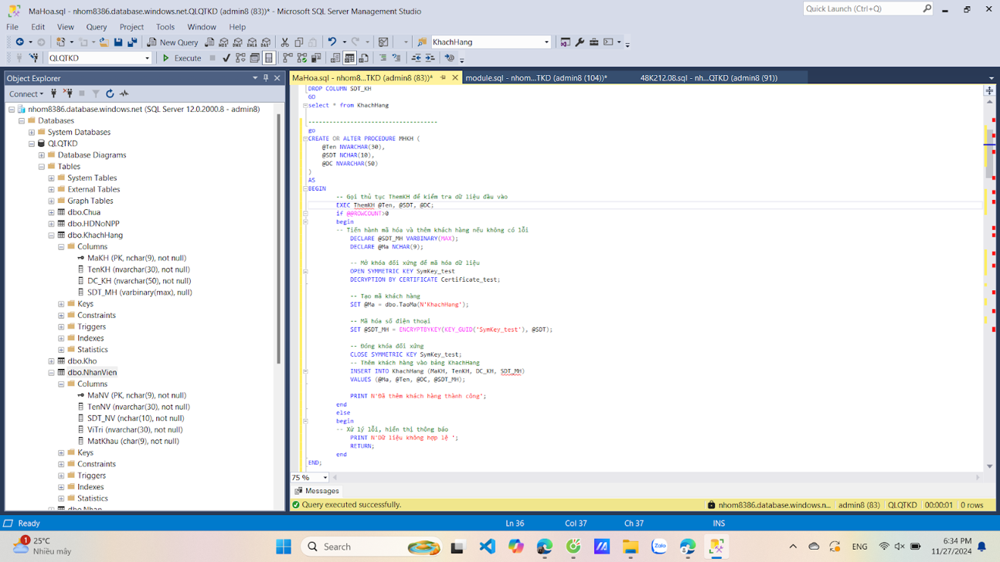 MaHoa.sql - nhom8386.database.windows.net.QLQTKD (admin8 (83))* - Microsoft SQL Server Management Studio
Quick Launch (Ctrl+Q)
File Edit View Query Project Tools Window Help
New Query
KhachHang
QLQTKD
Execute
Object Explorer
MaHoa.sql - nhom8...TKD (admin8 (83))*
module.sql - nhom...TKD (admin8 (104))*
48K212.08.sql - nh...QTKD (admin8 (91))
Connect
nhom8386.database.windows.net (SQL Server 12.0.2000.8 - admin8)
Databases
System Databases
QLQTKD
Database Diagrams
Tables
System Tables
External Tables
Graph Tables
dbo.Chua
dbo.HDNoNPP
dbo.KhachHang
Columns
MaKH (PK, nchar(9), not null)
TenKH (nvarchar(30), not null)
DC_KH (nvarchar(50), not null)
SDT_MH (varbinary(max), null)
Keys
Constraints
Triggers
Indexes
Statistics
dbo.Kho
dbo.NhanVien
Columns
MaNV (PK, nchar(9), not null)
TenNV (nvarchar(30), not null)
SDT_NV (nchar(10), not null)
ViTri (nvarchar(30), not null)
MatKhau (char(9), not null)
Keys
Constraints
Triggers
Indexes
Statistics
dbo.Nhap
DROP COLUMN SDT_KH
GO
select * from KhachHang
-------------------------------------
go
CREATE OR ALTER PROCEDURE MHKH (
@Ten NVARCHAR(30),
@SDT NCHAR(10),
@DC NVARCHAR(50)
)
AS
BEGIN
-- Gọi thủ tục ThemKH để kiểm tra dữ liệu đầu vào
EXEC ThemKH @Ten, @SDT, @DC;
if @@ROWCOUNT>0
begin
-- Tiến hành mã hóa và thêm khách hàng nếu không có lỗi
DECLARE @SDT_MH VARBINARY(MAX);
DECLARE @Ma NCHAR(9);
-- Mở khóa đối xứng để mã hóa dữ liệu
OPEN SYMMETRIC KEY SymKey_test
DECRYPTION BY CERTIFICATE Certificate_test;
-- Tạo mã khách hàng
SET @Ma = dbo.TaoMa(N'KhachHang');
-- Mã hóa số điện thoại
SET @SDT_MH = ENCRYPTBYKEY(KEY_GUID('SymKey_test'), @SDT);
-- Đóng khóa đối xứng
CLOSE SYMMETRIC KEY SymKey_test;
-- Thêm khách hàng vào bảng KhachHang
INSERT INTO KhachHang (MaKH, TenKH, DC_KH, SDT_MH)
VALUES (@Ma, @Ten, @DC, @SDT_MH);
PRINT N'Đã thêm khách hàng thành công';
end
else
begin
-- Xử lý lỗi, hiển thị thông báo
PRINT N'Dữ liệu không hợp lệ ';
RETURN;
end
END;
75 %
Messages
Query executed successfully.
nhom8386.database.windows.n... admin8 (83) QLQTKD 00:00:01 0 rows
Ready Ln 36 Col 37 Ch 37 INS
1
25°C
Nhiều mây
Search
Zalo
ENG
6:34 PM
11/27/2024